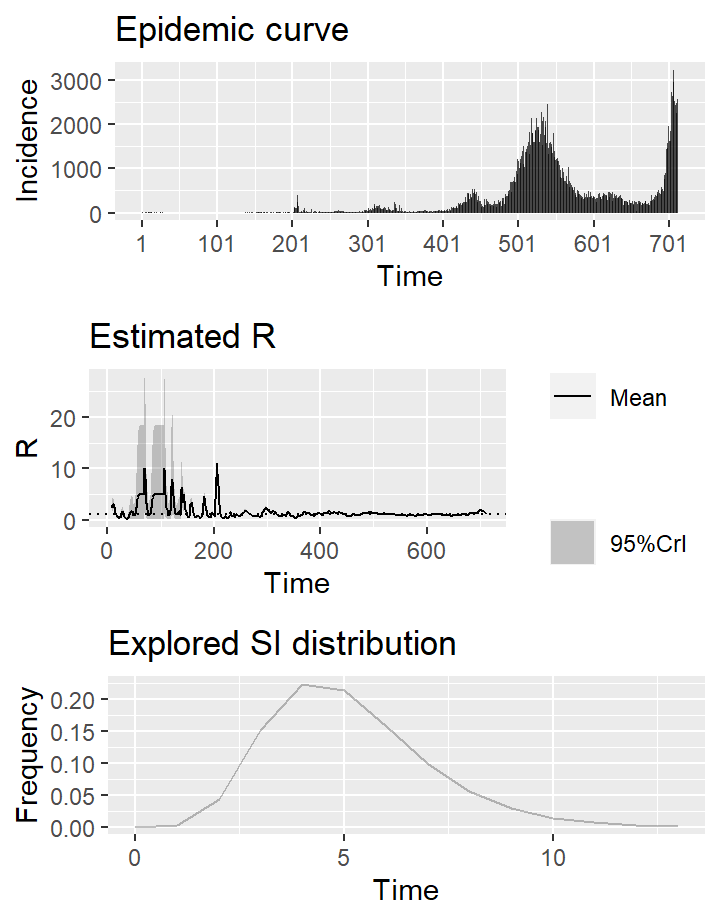 Epidemic curve
Incidence
3000
2000
1000
0
1 101 201 301 401 501 601 701
Time
Estimated R
R
20
10
0
0 200 400 600
Time
Mean
95%CrI
Explored SI distribution
Frequency
0.20
0.15
0.10
0.05
0.00
0 5 10
Time